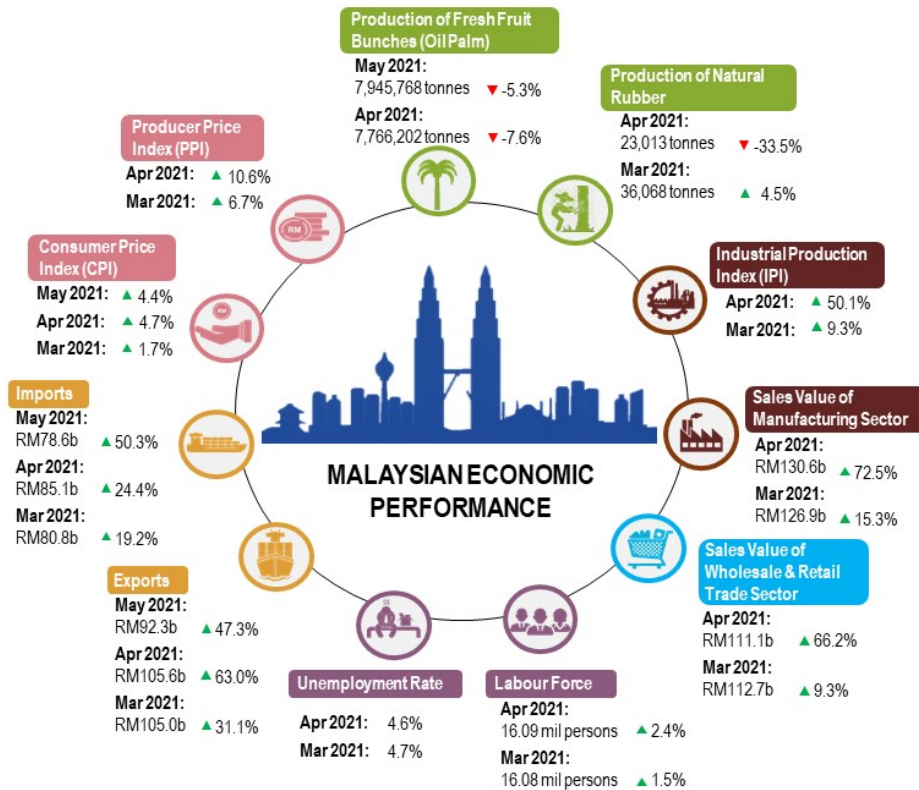 Production of Fresh Fruit
Bunches (Oil Palm)
May 2021:
7,945,768 tonnes ▼ -5.3%
Apr 2021:
7,766,202 tonnes ▼ -7.6%
Production of Natural
Rubber
Apr 2021:
23,013 tonnes ▼ -33.5%
Mar 2021:
36,068 tonnes ▲ 4.5%
Producer Price
Index (PPI)
Apr 2021: ▲ 10.6%
Mar 2021: ▲ 6.7%
RM
Consumer Price
Index (CPI)
May 2021: ▲ 4.4%
Apr 2021: ▲ 4.7%
Mar 2021: ▲ 1.7%
RM
Industrial Production
Index (IPI)
Apr 2021: ▲ 50.1%
Mar 2021: ▲ 9.3%
Imports
May 2021:
RM78.6b ▲ 50.3%
Apr 2021:
RM85.1b ▲ 24.4%
Mar 2021:
RM80.8b ▲ 19.2%
Sales Value of
Manufacturing Sector
Apr 2021:
RM130.6b ▲ 72.5%
Mar 2021:
RM126.9b ▲ 15.3%
MALAYSIAN ECONOMIC
PERFORMANCE
Exports
May 2021:
RM92.3b ▲ 47.3%
Apr 2021:
RM105.6b ▲ 63.0%
Mar 2021:
RM105.0b ▲ 31.1%
Sales Value of
Wholesale & Retail
Trade Sector
Apr 2021:
RM111.1b ▲ 66.2%
Mar 2021:
RM112.7b ▲ 9.3%
Unemployment Rate
Apr 2021: 4.6%
Mar 2021: 4.7%
Labour Force
Apr 2021:
16.09 mil persons ▲ 2.4%
Mar 2021:
16.08 mil persons ▲ 1.5%